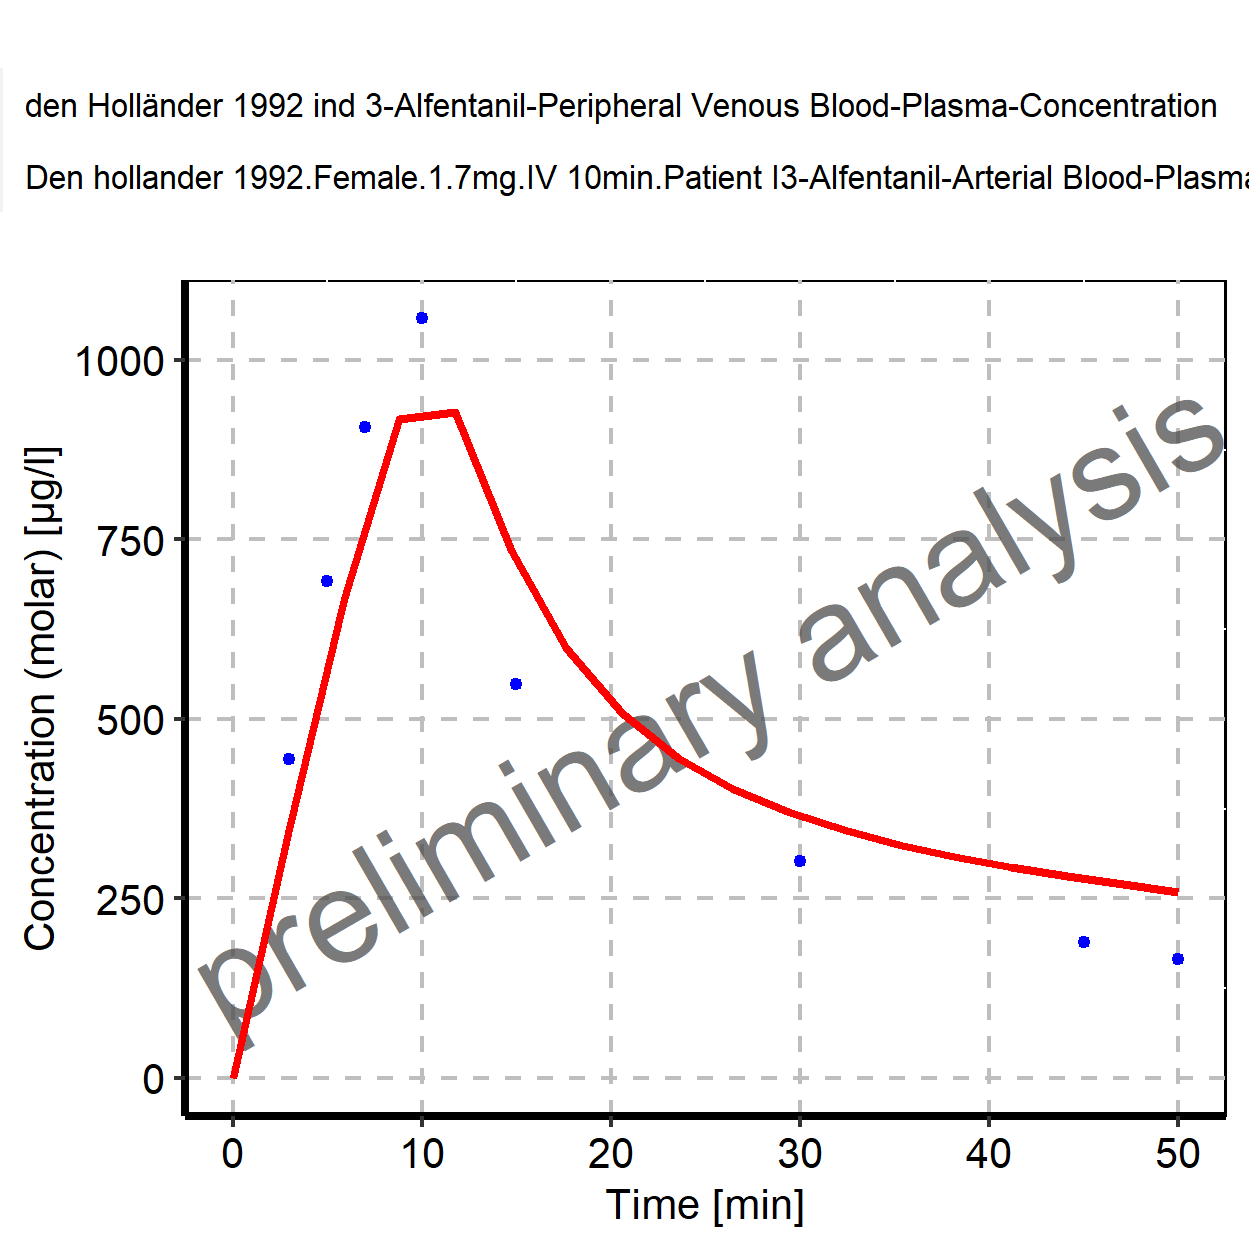 den Holländer 1992 ind 3-Alfentanil-Peripheral Venous Blood-Plasma-Concentration
Den hollander 1992.Female.1.7mg.IV 10min.Patient I3-Alfentanil-Arterial Blood-Plasma
1000
750
500
250
0
Concentration (molar) [µg/l]
preliminary analysis
0 10 20 30 40 50
Time [min]